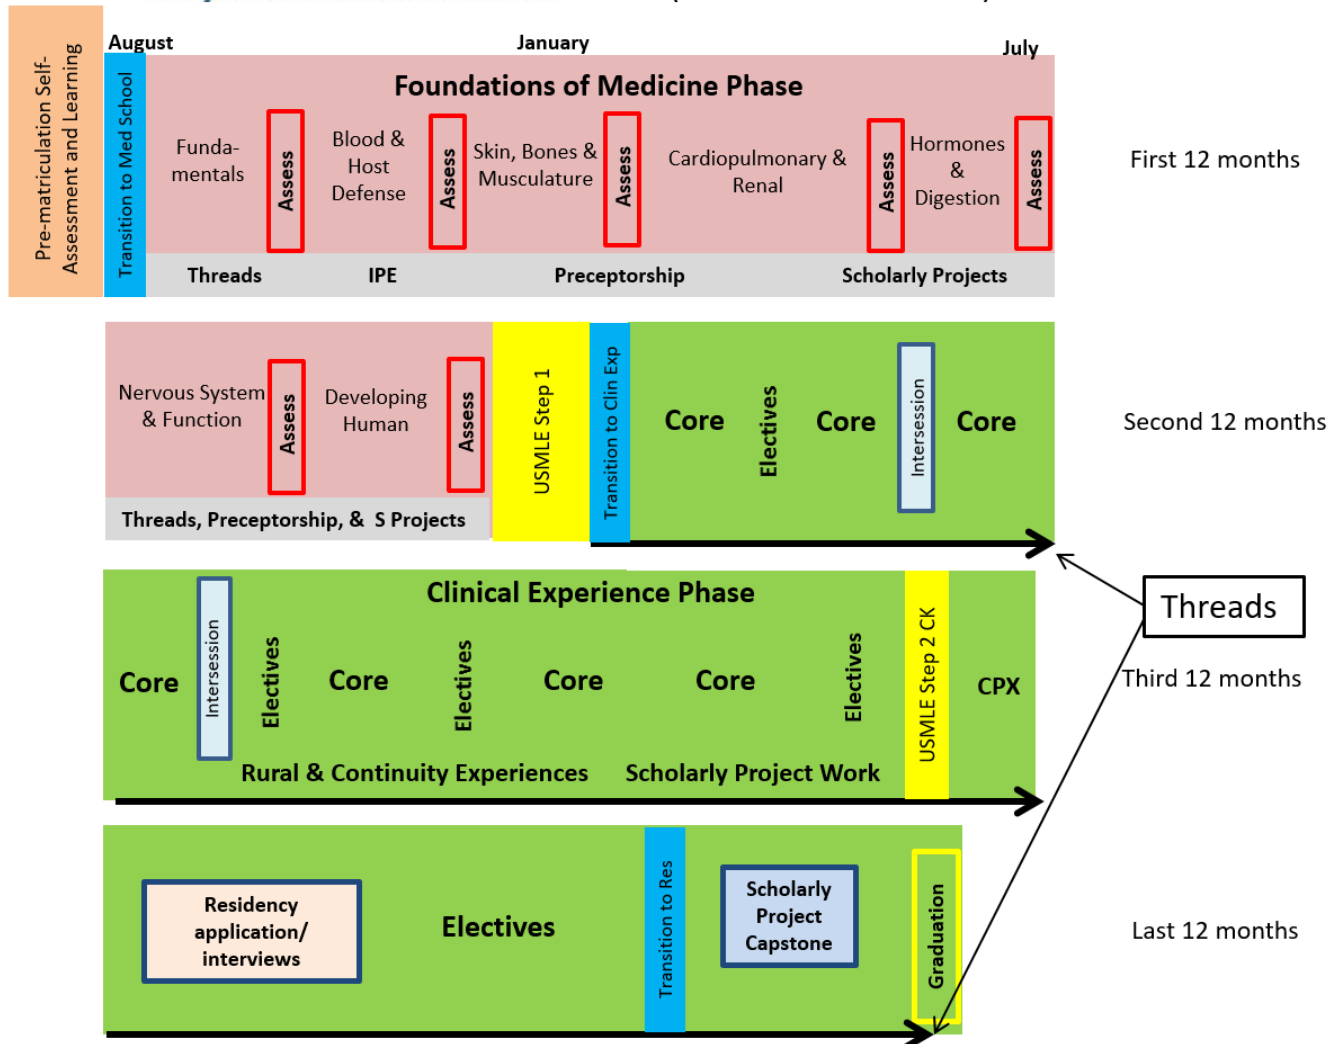 Pre-matriculation Self-
Assessment and Learning
August
January
July
Transition to Med School
Foundations of Medicine Phase
Funda-
mentals
Assess
Blood &
Host
Defense
Assess
Skin, Bones &
Musculature
Assess
Cardiopulmonary &
Renal
Assess
Hormones
&
Digestion
Assess
First 12 months
Threads
IPE
Preceptorship
Scholarly Projects
Nervous System
& Function
Assess
Developing
Human
Assess
Threads, Preceptorship, & S Projects
USMLE Step 1
Transition to Clin Exp
Core
Electives
Core
Intersession
Core
Second 12 months
Threads
Clinical Experience Phase
Core
Intersession
Electives
Core
Electives
Core
Core
Electives
USMLE Step 2 CK
CPX
Third 12 months
Rural & Continuity Experiences
Scholarly Project Work
Residency
application/
interviews
Electives
Transition to Res
Scholarly
Project
Capstone
Graduation
Last 12 months